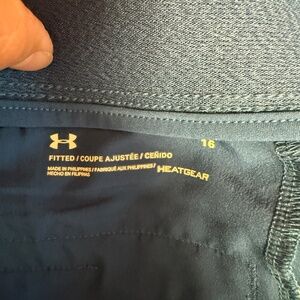 16
FITTED / COUPE AJUSTÉE / CEÑIDO
MADE IN PHILIPPINES / FABRIQUÉ AUX PHILIPPINES /
HECHO EN FILIPINAS
HEATGEAR